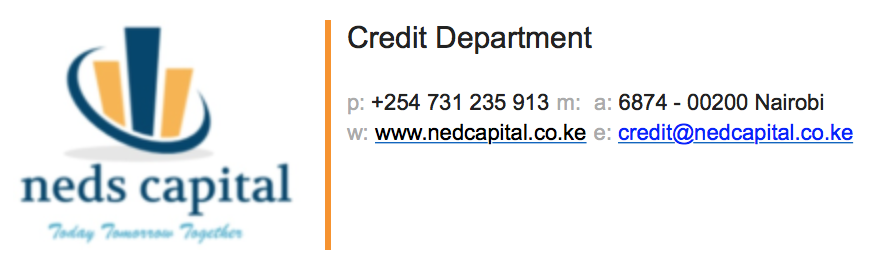 neds capital
Today Tomorrow Together
Credit Department
p: +254 731 235 913 m: a: 6874 - 00200 Nairobi
w: www.nedcapital.co.ke e: credit@nedcapital.co.ke